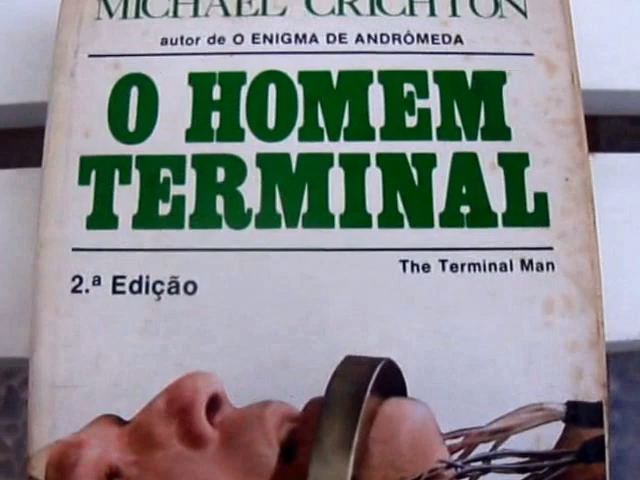 MICHAEL CRICHTON
autor de O ENIGMA DE ANDRÔMEDA
O HOMEM
TERMINAL
The Terminal Man
2.ª Edição